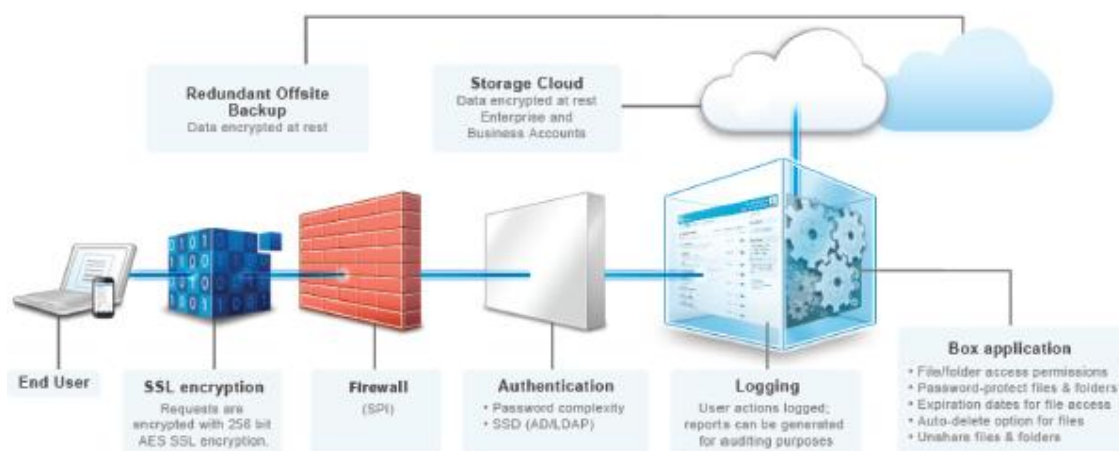 Redundant Offsite
Backup
Data encrypted at rest
Storage Cloud
Data encrypted at rest
Enterprise and
Business Accounts
End User
SSL encryption
Requests are
encrypted with 256 bit
AES SSL encryption.
Firewall
(SPI)
Authentication
• Password complexity
• SSD (AD/LDAP)
Logging
User actions logged;
reports can be generated
for auditing purposes
Box application
• File/folder access permissions
• Password-protect files & folders
• Expiration dates for file access
• Auto-delete option for files
• Unshare files & folders